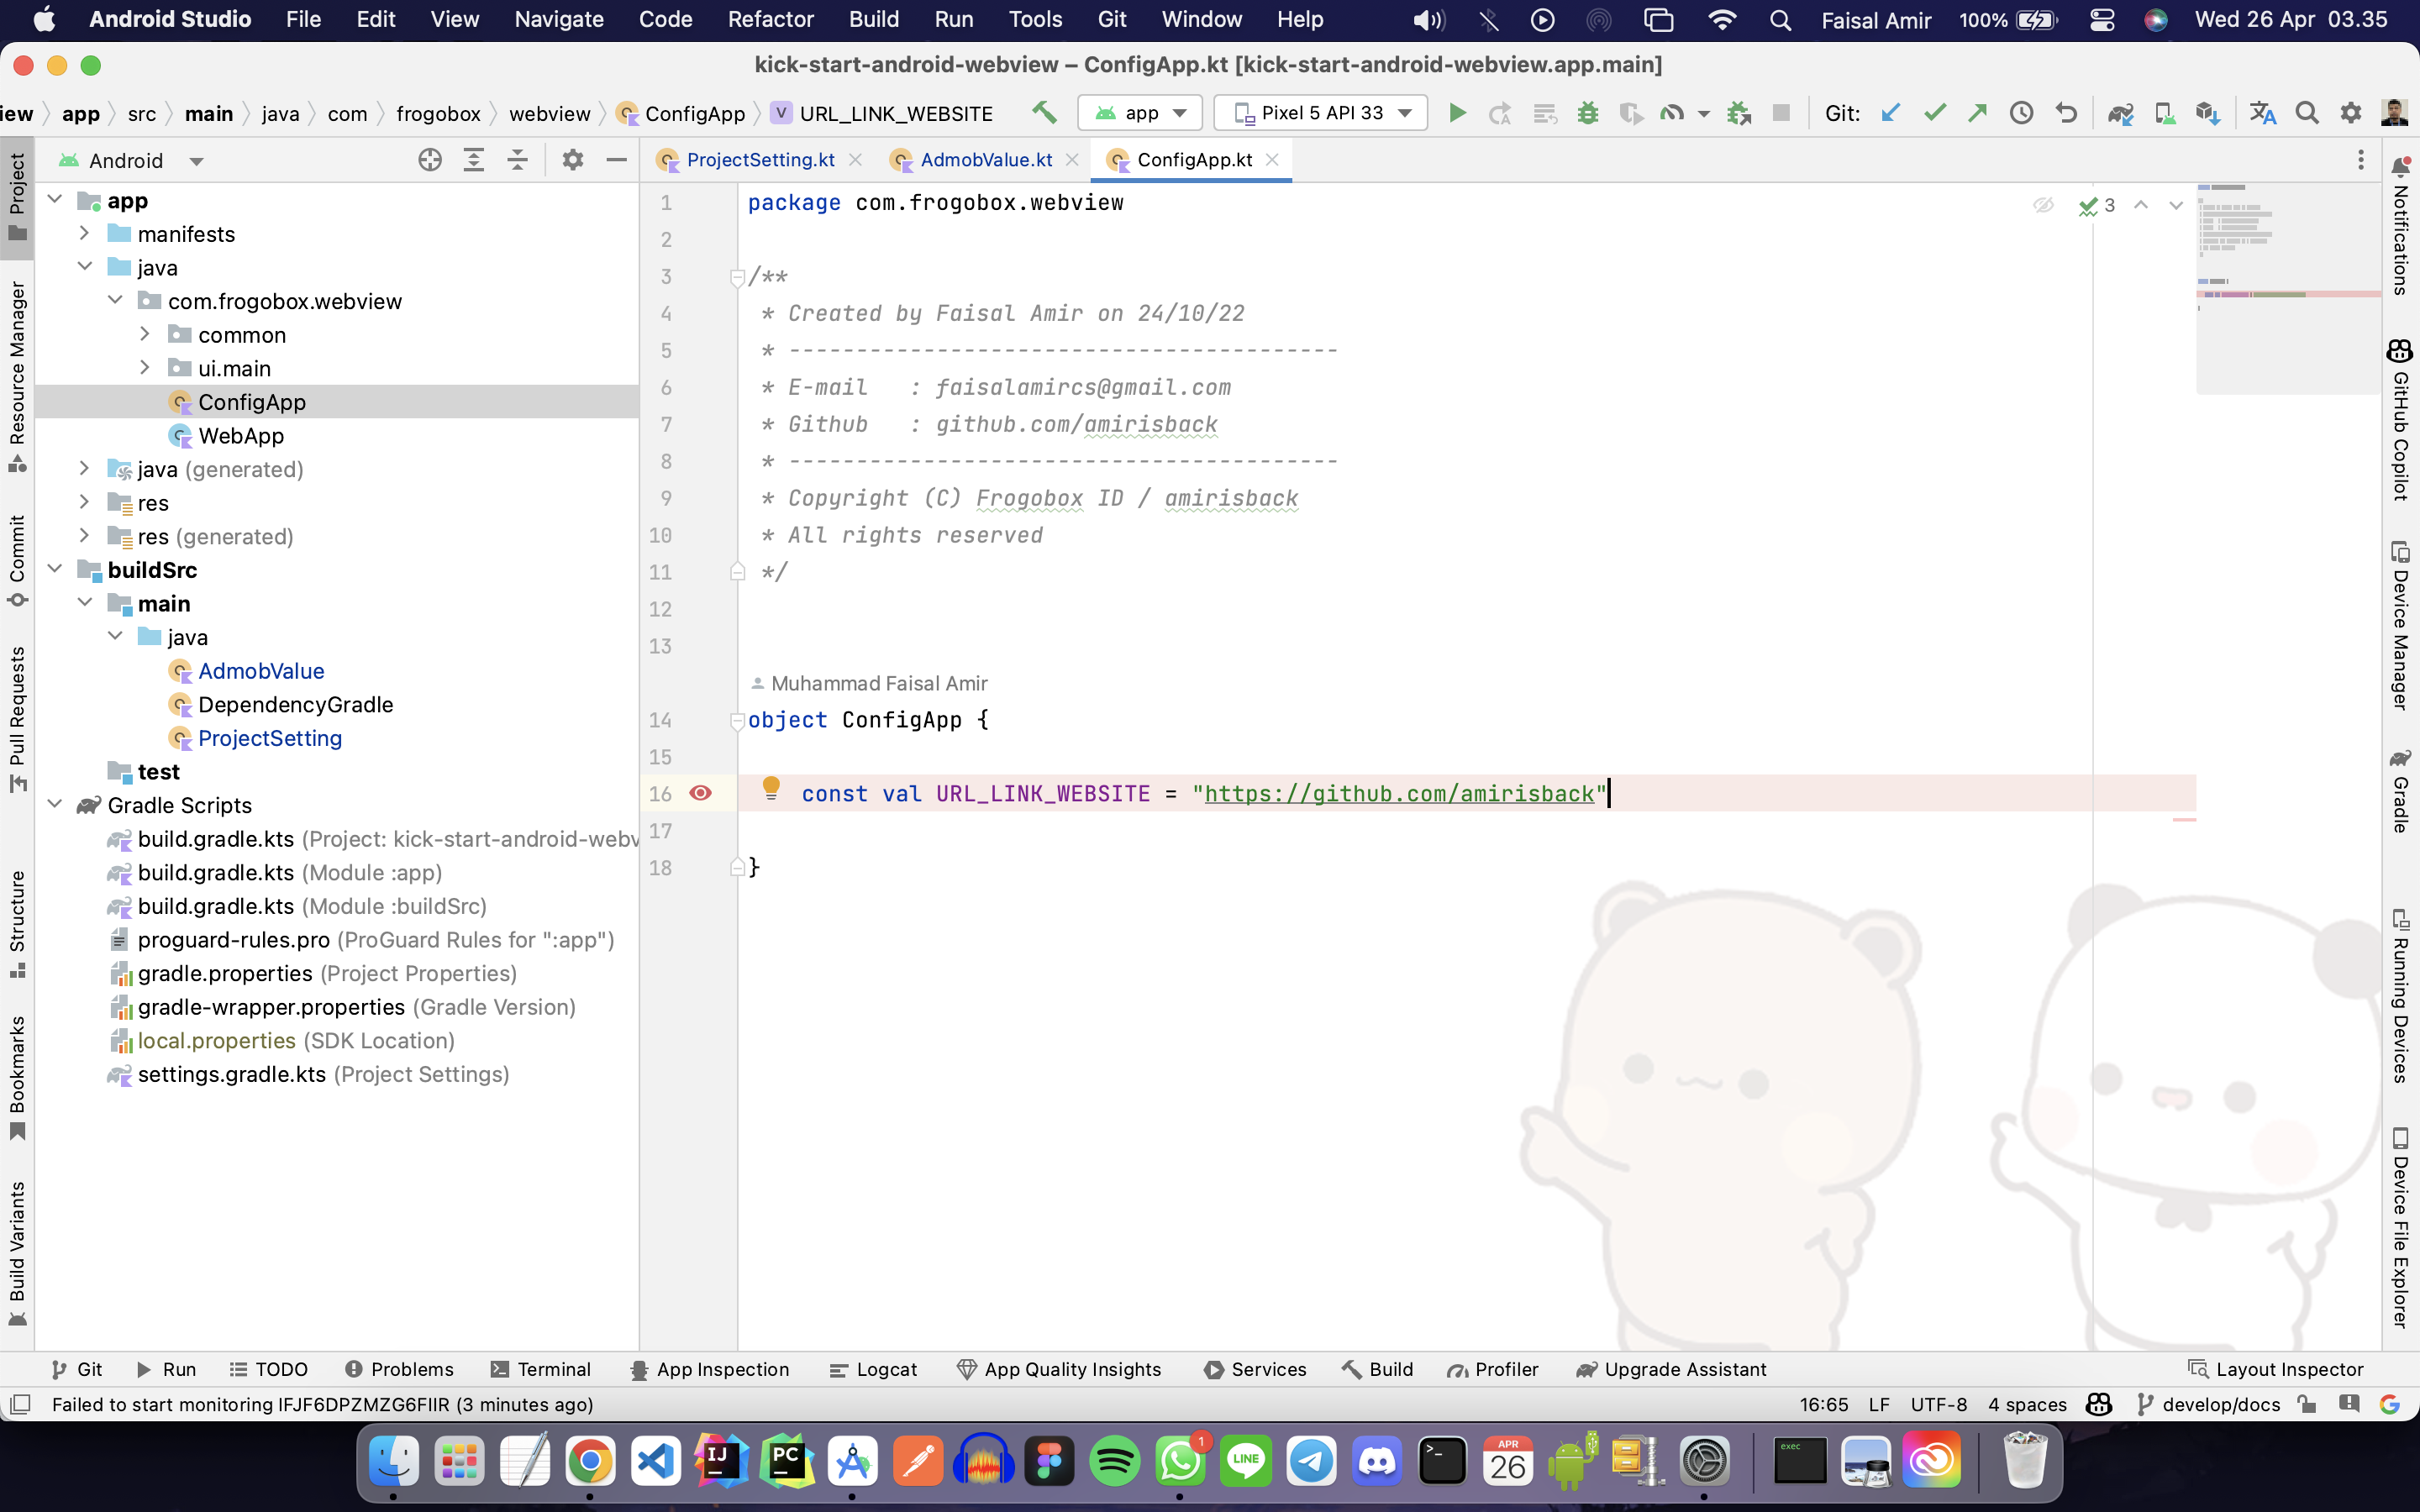 Android Studio File Edit View Navigate Code Refactor Build Run Tools Git Window Help Faisal Amir 100% Wed 26 Apr 03.35
kick-start-android-webview – ConfigApp.kt [kick-start-android-webview.app.main]
iew app src main java com frogobox webview ConfigApp V URL_LINK_WEBSITE app Pixel 5 API 33 Git:
Android
ProjectSetting.kt AdmobValue.kt ConfigApp.kt
Project
Resource Manager
Commit
Pull Requests
Structure
Bookmarks
Build Variants
app
manifests
java
com.frogobox.webview
common
ui.main
ConfigApp
WebApp
java (generated)
res
res (generated)
buildSrc
main
java
AdmobValue
DependencyGradle
ProjectSetting
test
Gradle Scripts
build.gradle.kts (Project: kick-start-android-webv
build.gradle.kts (Module :app)
build.gradle.kts (Module :buildSrc)
proguard-rules.pro (ProGuard Rules for ":app")
gradle.properties (Project Properties)
gradle-wrapper.properties (Gradle Version)
local.properties (SDK Location)
settings.gradle.kts (Project Settings)
1 package com.frogobox.webview
3
2
3 /**
4 * Created by Faisal Amir on 24/10/22
5 * -----------------------------------------
6 * E-mail : faisalamircs@gmail.com
7 * Github : github.com/amirisback
8 * -----------------------------------------
9 * Copyright (C) Frogobox ID / amirisback
10 * All rights reserved
11 */
12
13
Muhammad Faisal Amir
14 object ConfigApp {
15
16 const val URL_LINK_WEBSITE = "https://github.com/amirisback"
17
18 }
Notifications
GitHub Copilot
Device Manager
Gradle
Running Devices
Device File Explorer
Git Run TODO Problems Terminal App Inspection Logcat App Quality Insights Services Build Profiler Upgrade Assistant Layout Inspector
Failed to start monitoring IFJF6DPZMZG6FIIR (3 minutes ago) 16:65 LF UTF-8 4 spaces develop/docs
IJ
PC
1
LINE
>_
APR
26
exec